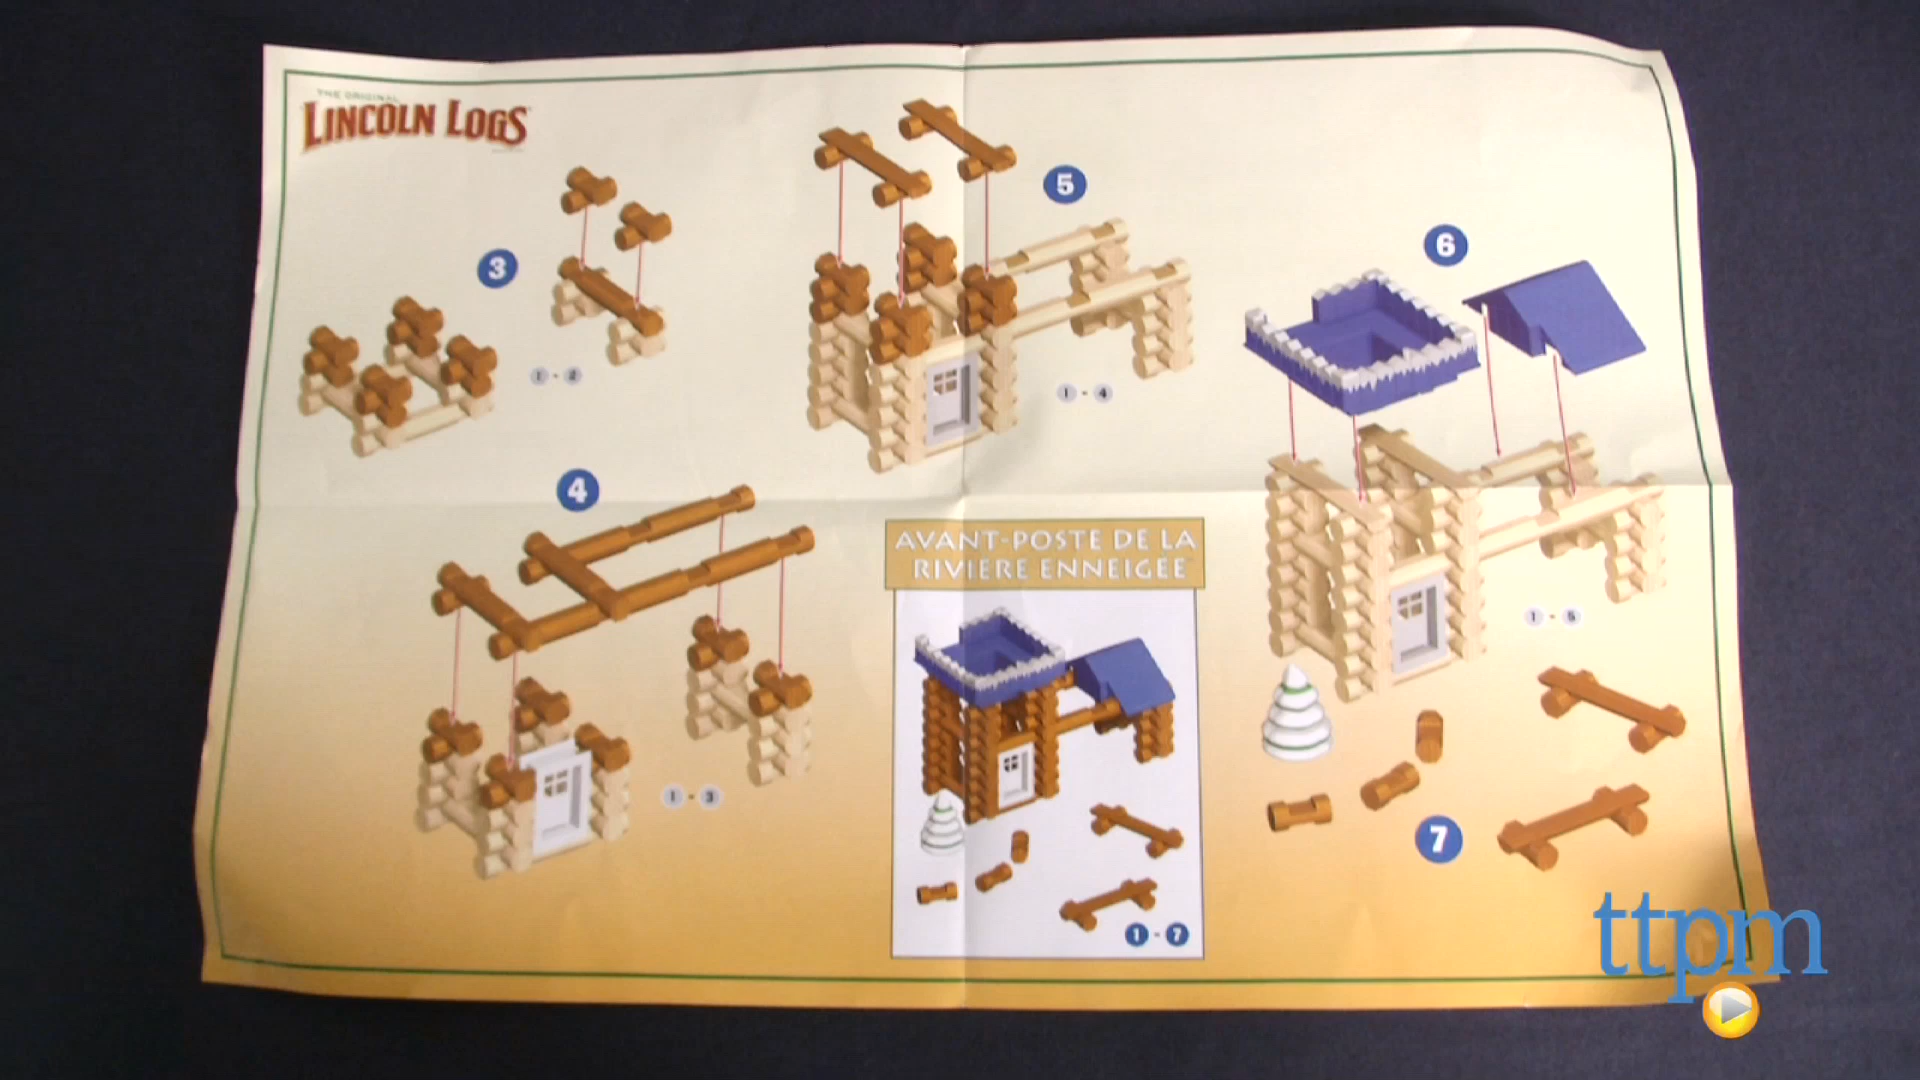 THE ORIGINAL
LINCOLN LOGS
3
1 - 2
4
1 - 3
5
1 - 4
6
1 - 5
7
AVANT-POSTE DE LA
RIVIÈRE ENNEIGÉE
1 - 7
ttpm